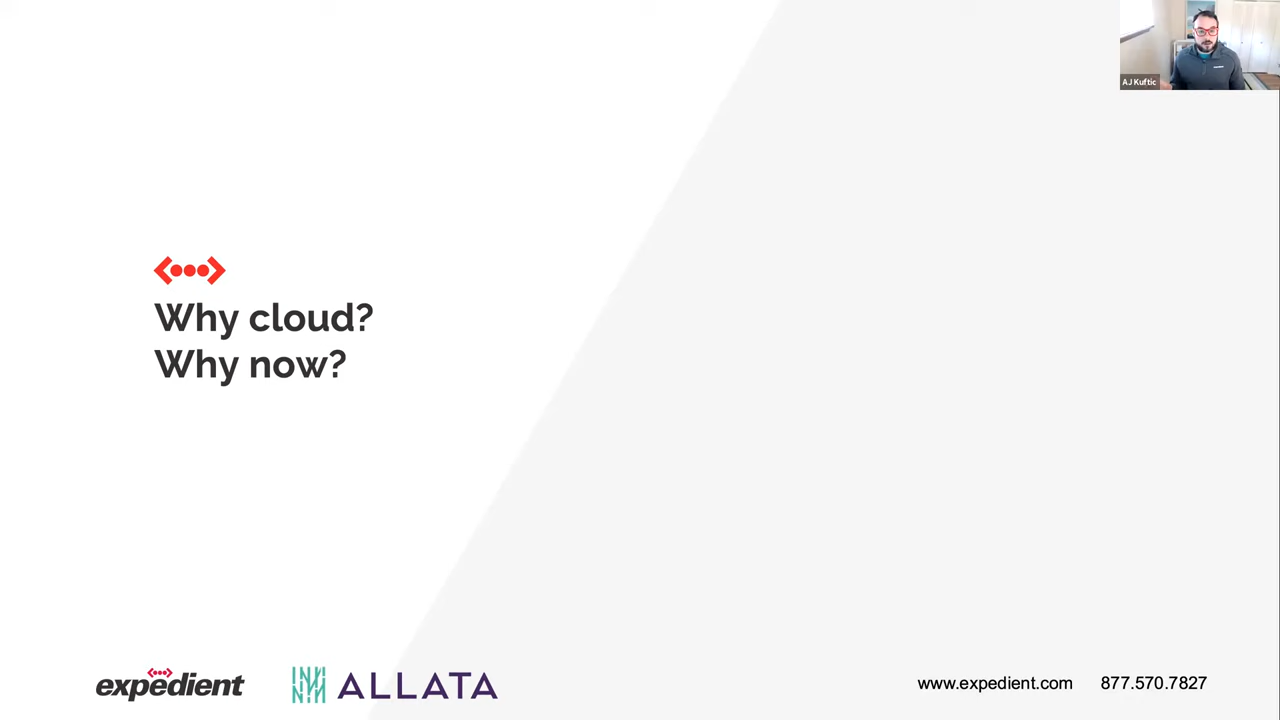 AJ Kuftic
Why cloud?
Why now?
expedient
ALLATA
www.expedient.com
877.570.7827